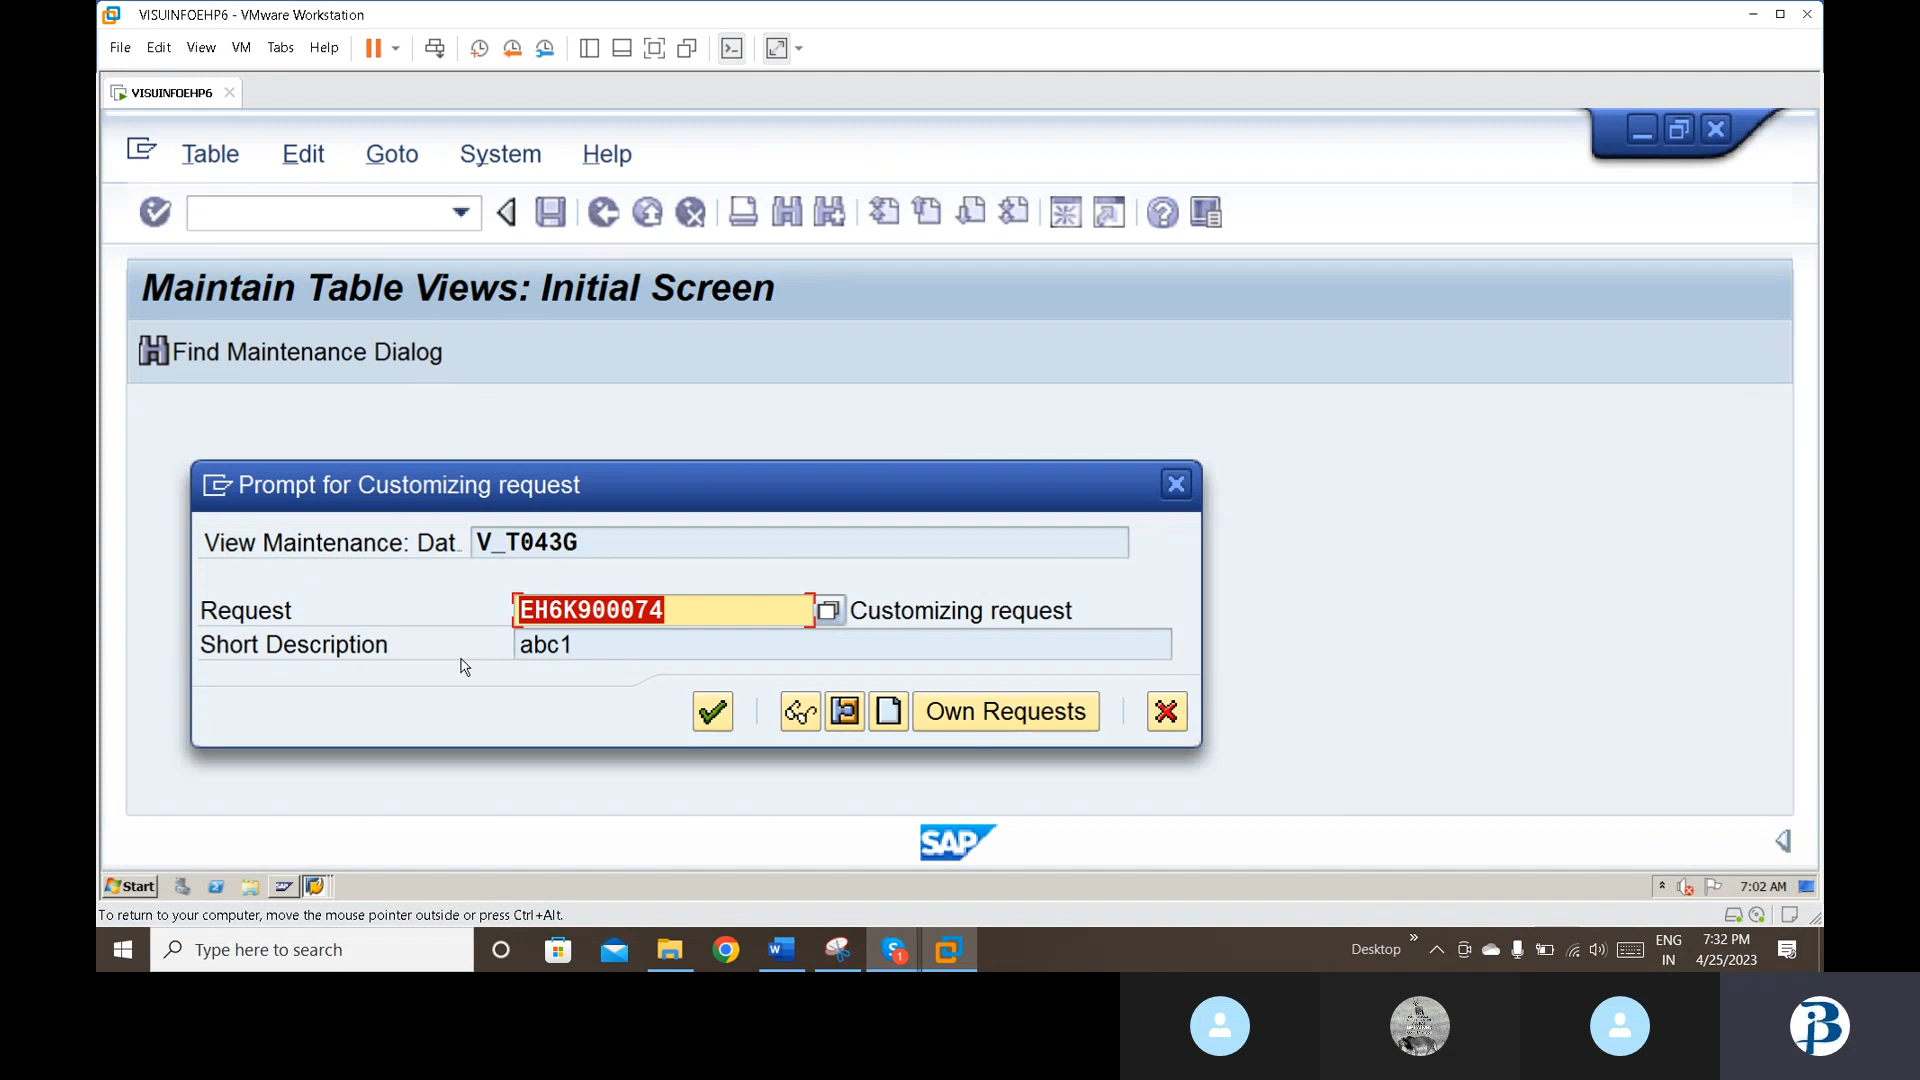 VISUINFOEHP6 - VMware Workstation
File Edit View VM Tabs Help
VISUINFOEHP6
Table Edit Goto System Help
Maintain Table Views: Initial Screen
Find Maintenance Dialog
Prompt for Customizing request
View Maintenance: Dat.. V_T043G
Request EH6K900074 Customizing request
Short Description abc1
Own Requests
SAP
Start 7:02 AM
To return to your computer, move the mouse pointer outside or press Ctrl+Alt.
Type here to search Desktop ENG 7:32 PM
IN 4/25/2023